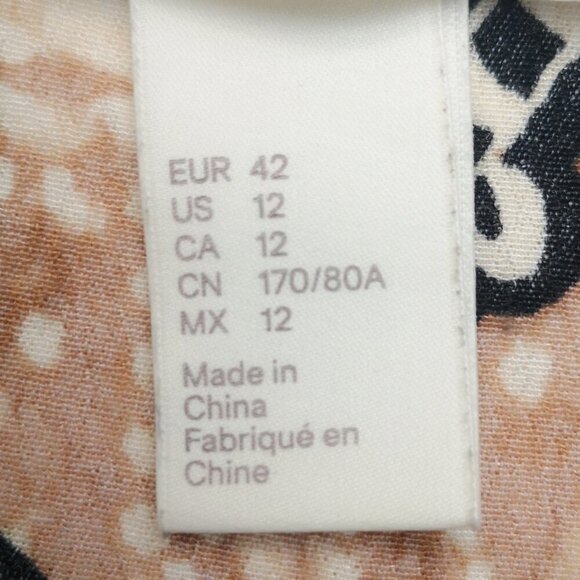 EUR 42
US 12
CA 12
CN 170/80A
MX 12
Made in
China
Fabriqué en
Chine